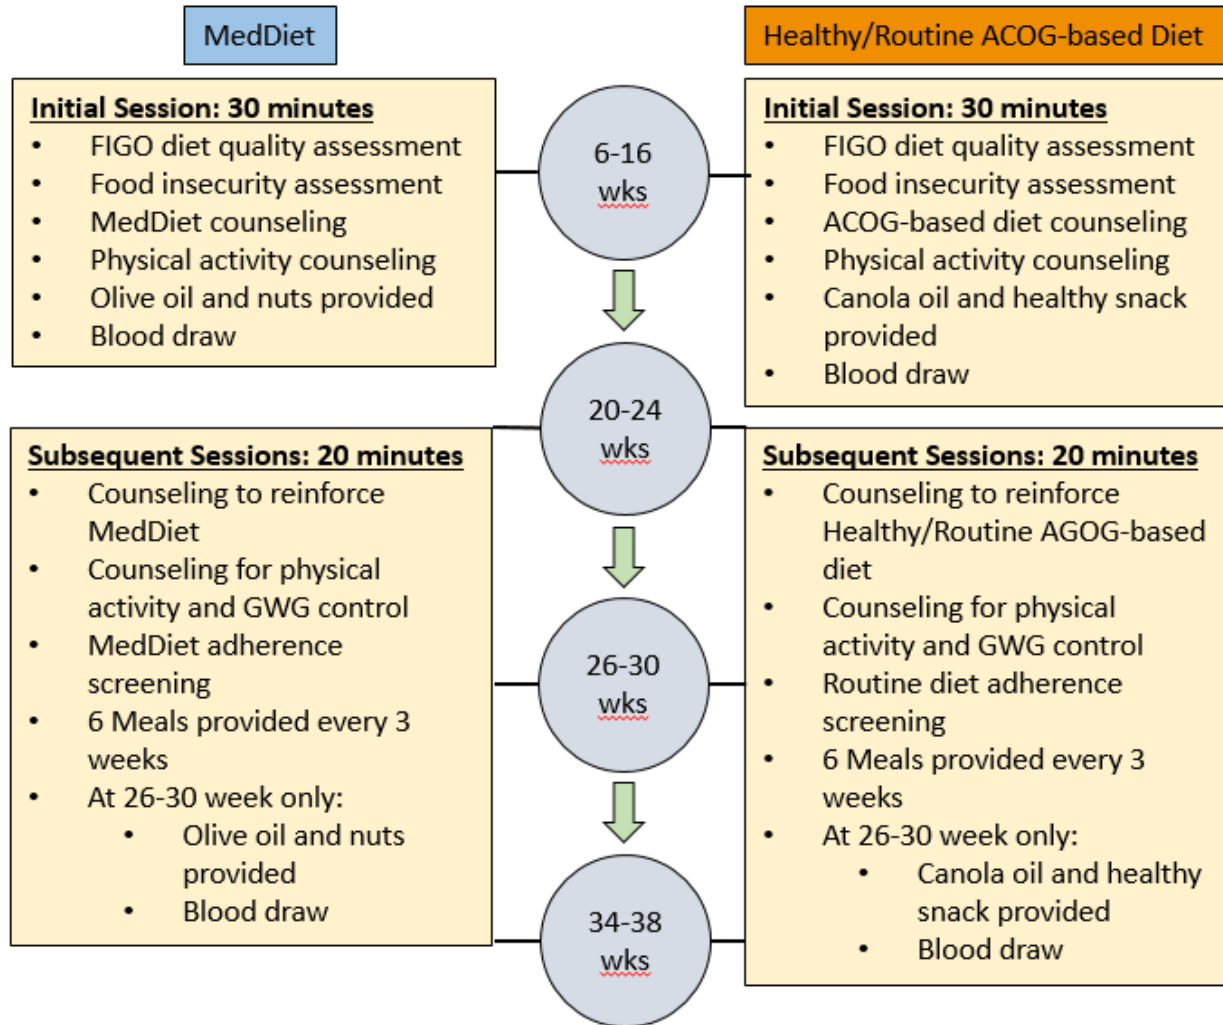 MedDiet
Healthy/Routine ACOG-based Diet
Initial Session: 30 minutes
• FIGO diet quality assessment
• Food insecurity assessment
• MedDiet counseling
• Physical activity counseling
• Olive oil and nuts provided
• Blood draw
6-16
wks
Initial Session: 30 minutes
• FIGO diet quality assessment
• Food insecurity assessment
• ACOG-based diet counseling
• Physical activity counseling
• Canola oil and healthy snack
provided
• Blood draw
20-24
wks
Subsequent Sessions: 20 minutes
• Counseling to reinforce
MedDiet
• Counseling for physical
activity and GWG control
• MedDiet adherence
screening
• 6 Meals provided every 3
weeks
• At 26-30 week only:
• Olive oil and nuts
provided
• Blood draw
26-30
wks
34-38
wks
Subsequent Sessions: 20 minutes
• Counseling to reinforce
Healthy/Routine AGOG-based
diet
• Counseling for physical
activity and GWG control
• Routine diet adherence
screening
• 6 Meals provided every 3
weeks
• At 26-30 week only:
• Canola oil and healthy
snack provided
• Blood draw